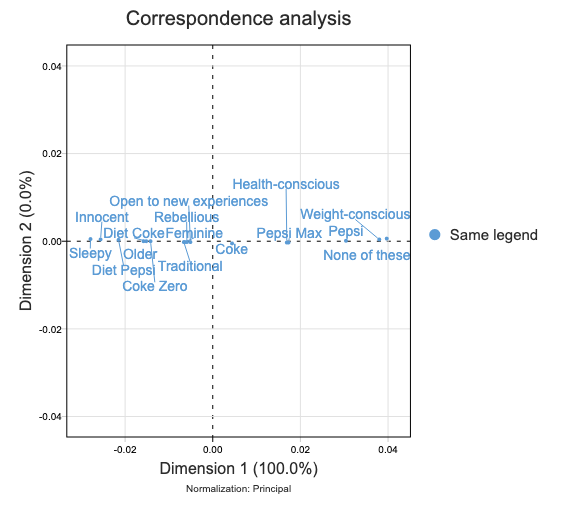 Correspondence analysis
0.04
0.02
Health-conscious
Open to new experiences
Innocent
Rebellious
Weight-conscious
Diet Coke
Feminine
Pepsi Max
Pepsi
0.00
Same legend
Sleepy
Older
Coke
None of these
Diet Pepsi
Traditional
Coke Zero
-0.02
-0.04
Dimension 2 (0.0%)
-0.02
0.00
0.02
0.04
Dimension 1 (100.0%)
Normalization: Principal